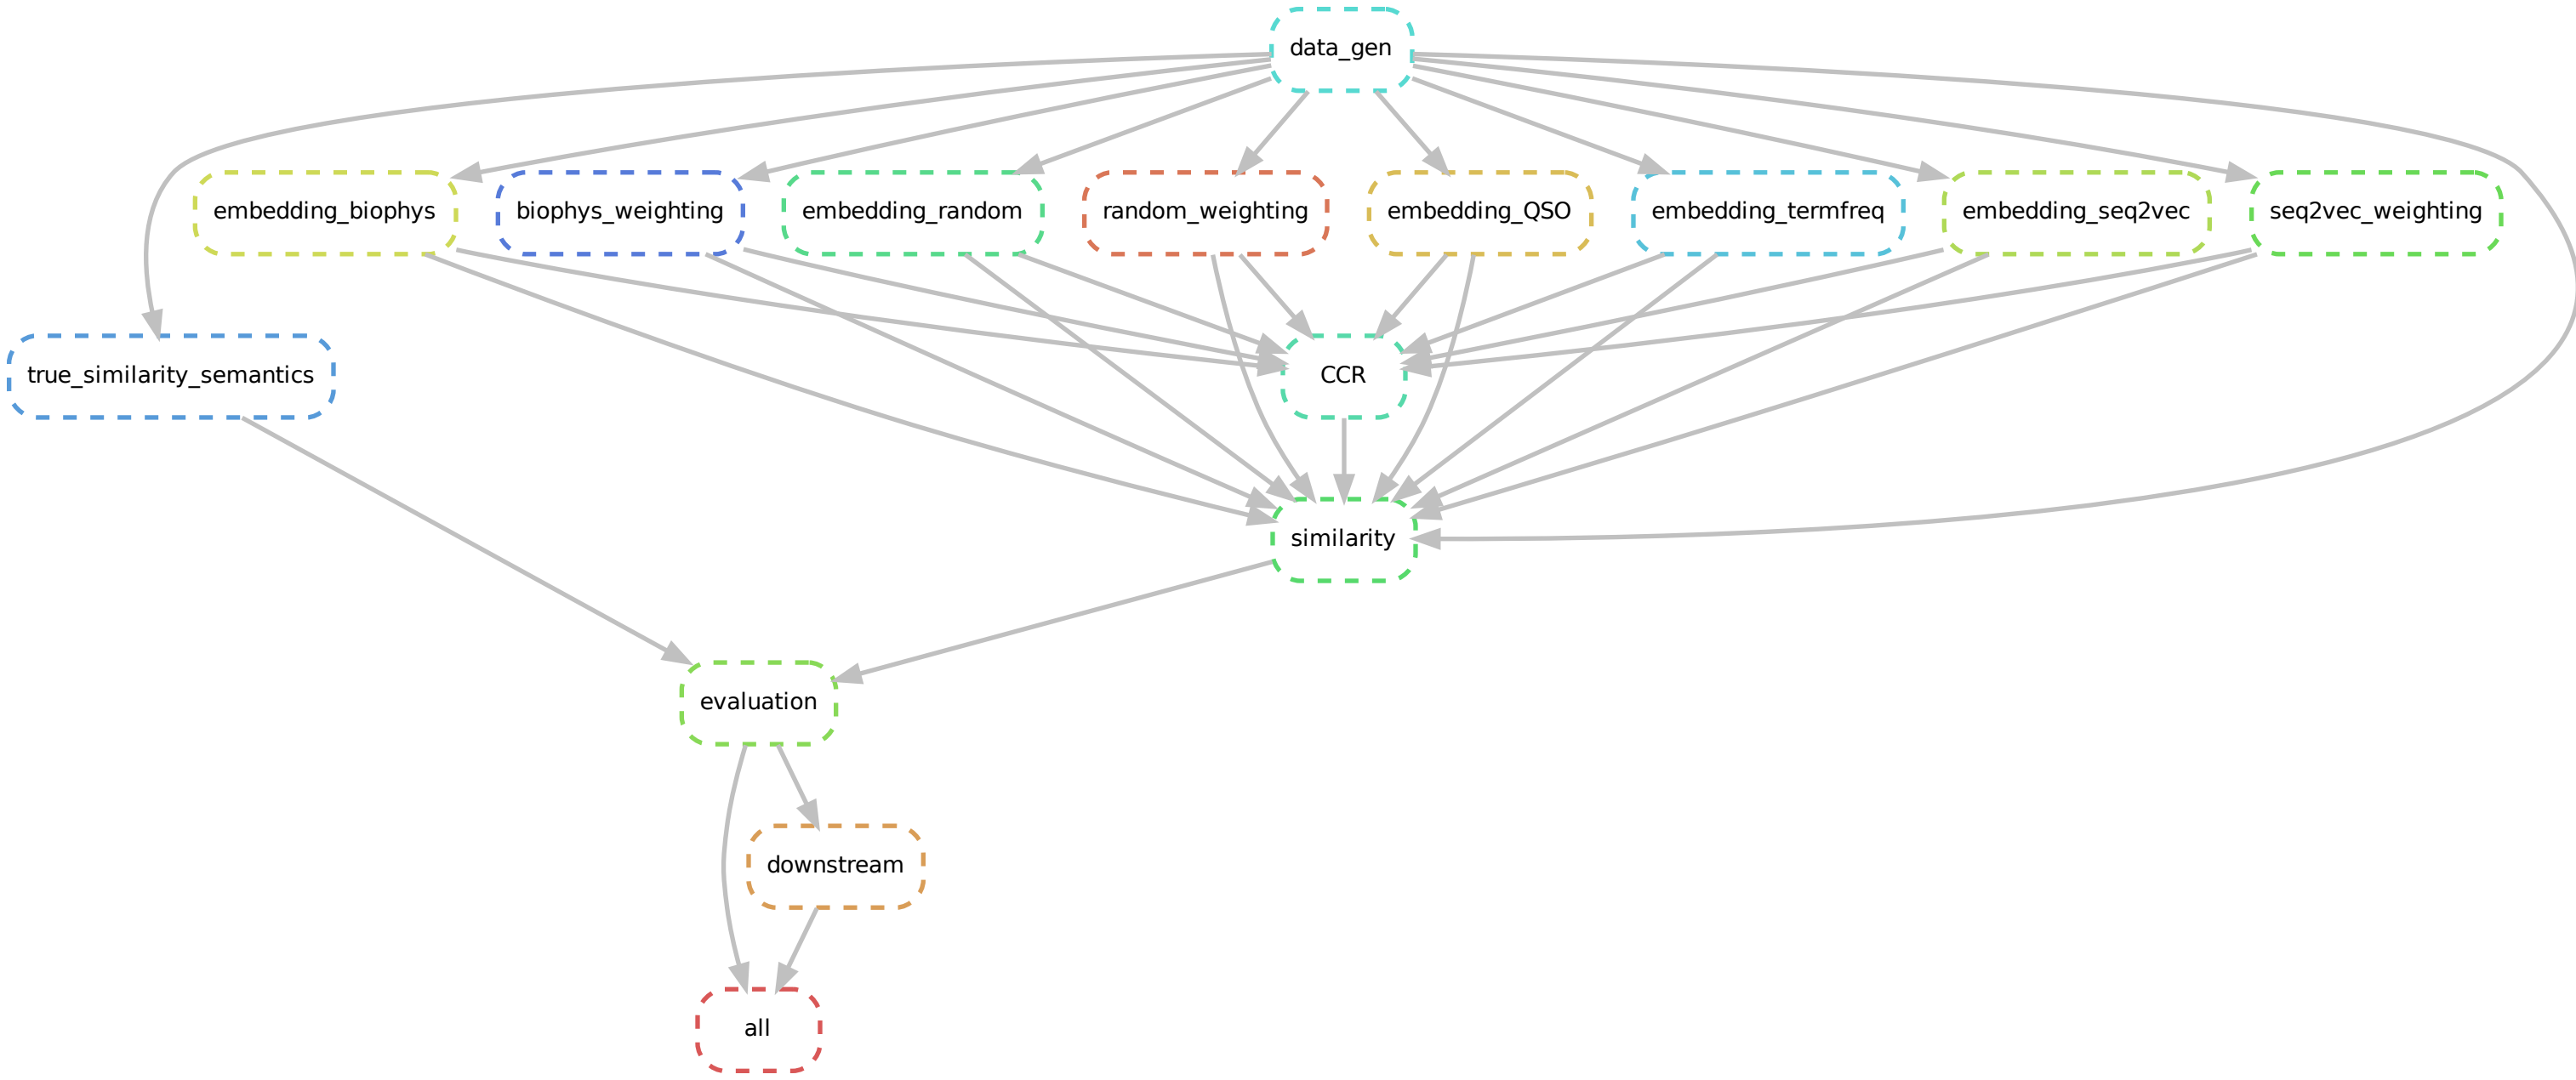 data_gen
embedding_biophys
biophys_weighting
embedding_random
random_weighting
embedding_QSO
embedding_termfreq
embedding_seq2vec
seq2vec_weighting
true_similarity_semantics
CCR
similarity
evaluation
downstream
all